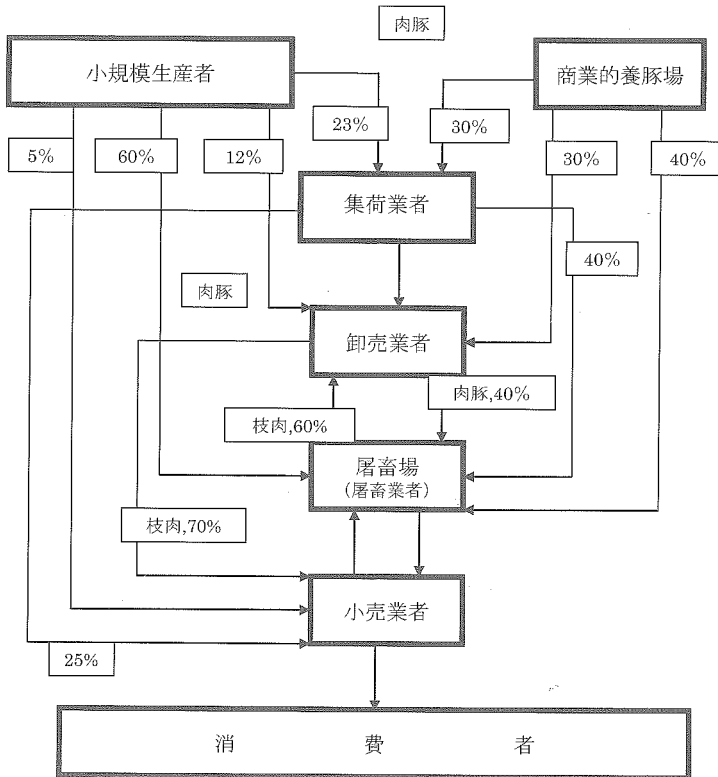 肉豚
小規模生産者
商業的養豚場
23%
30%
5%
60%
12%
30%
40%
集荷業者
40%
肉豚
卸売業者
肉豚,40%
枝肉,60%
屠畜場
(屠畜業者)
枝肉,70%
小売業者
25%
消費者